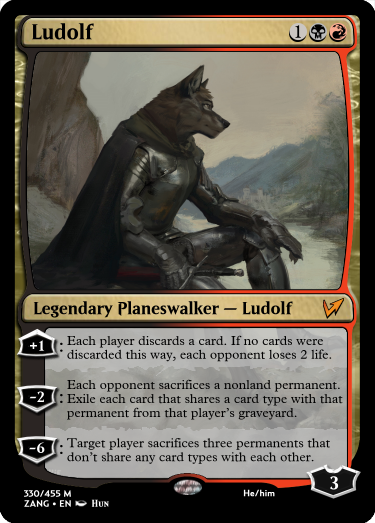 Ludolf 1
Legendary Planeswalker — Ludolf
+1: Each player discards a card. If no cards were
discarded this way, each opponent loses 2 life.
-2: Each opponent sacrifices a nonland permanent.
Exile each card that shares a card type with that
permanent from that player's graveyard.
-6: Target player sacrifices three permanents that
don't share any card types with each other.
3
330/455 M He/him
ZANG • EN Hun